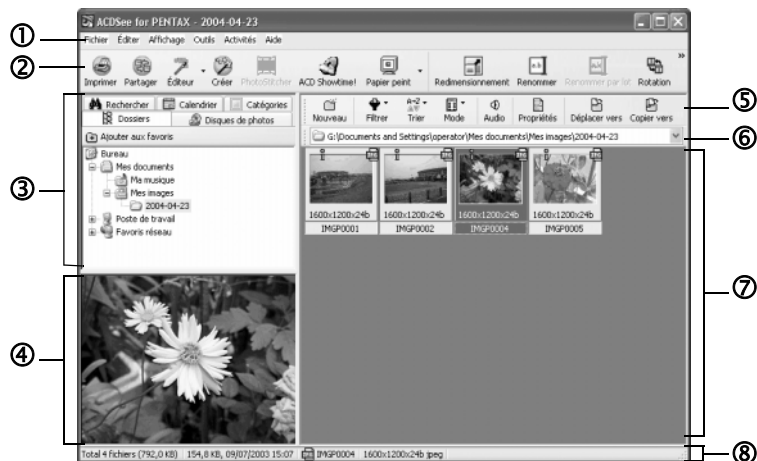 ACDSee for PENTAX - 2004-04-23
① Fichier Éditer Affichage Outils Activités Aide
② Imprimer Partager Éditeur Créer PhotoStitcher ACD Showtime! Papier peint Redimensionnement Renommer Renommer par lot Rotation »
③ Rechercher Calendrier Catégories
Dossiers Disques de photos
Ajouter aux favoris
Bureau
Mes documents
Ma musique
Mes images
2004-04-23
Poste de travail
Favoris réseau
④
Nouveau Filtrer Trier Mode Audio Propriétés Déplacer vers Copier vers ⑤
G:\Documents and Settings\operator\Mes documents\Mes images\2004-04-23 ⑥
1600x1200x24b 1600x1200x24b 1600x1200x24b 1600x1200x24b
IMGP0001 IMGP0002 IMGP0004 IMGP0005
⑦
Total 4 fichiers (792,0 KB) 154,8 KB, 09/07/2003 15:07 IMGP0004 1600x1200x24b jpeg ⑧